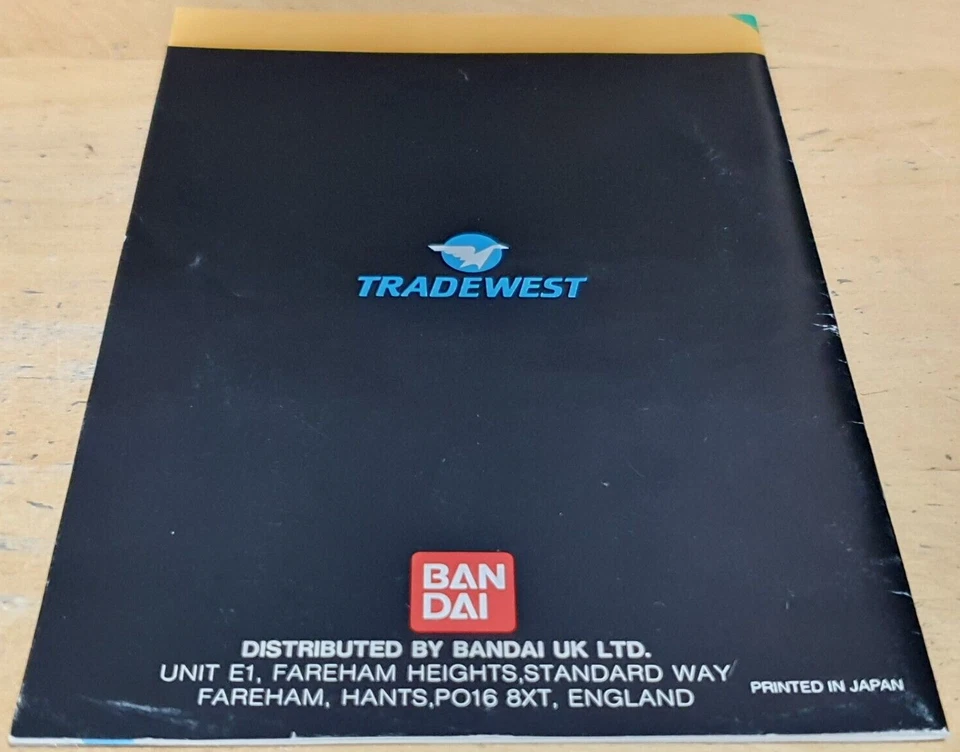 TRADEWEST
BAN
DAI
DISTRIBUTED BY BANDAI UK LTD.
UNIT E1, FAREHAM HEIGHTS,STANDARD WAY
FAREHAM, HANTS,PO16 8XT, ENGLAND
PRINTED IN JAPAN